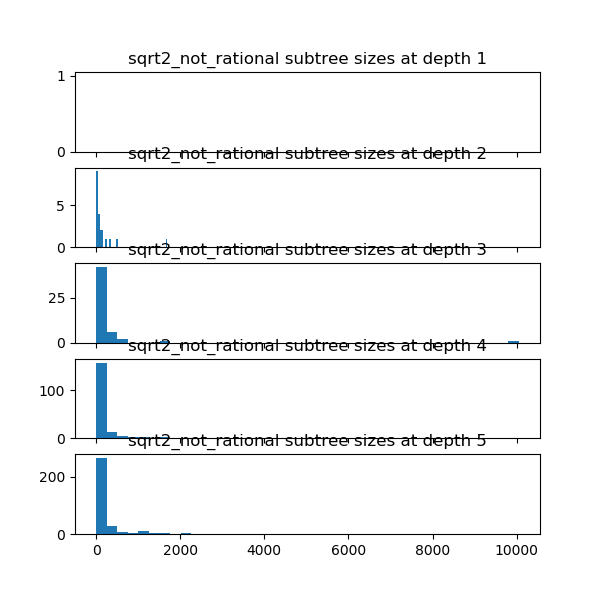 sqrt2_not_rational subtree sizes at depth 1
1
0
sqrt2_not_rational subtree sizes at depth 2
5
0
sqrt2_not_rational subtree sizes at depth 3
25
0
sqrt2_not_rational subtree sizes at depth 4
100
0
sqrt2_not_rational subtree sizes at depth 5
200
0
0 2000 4000 6000 8000 10000